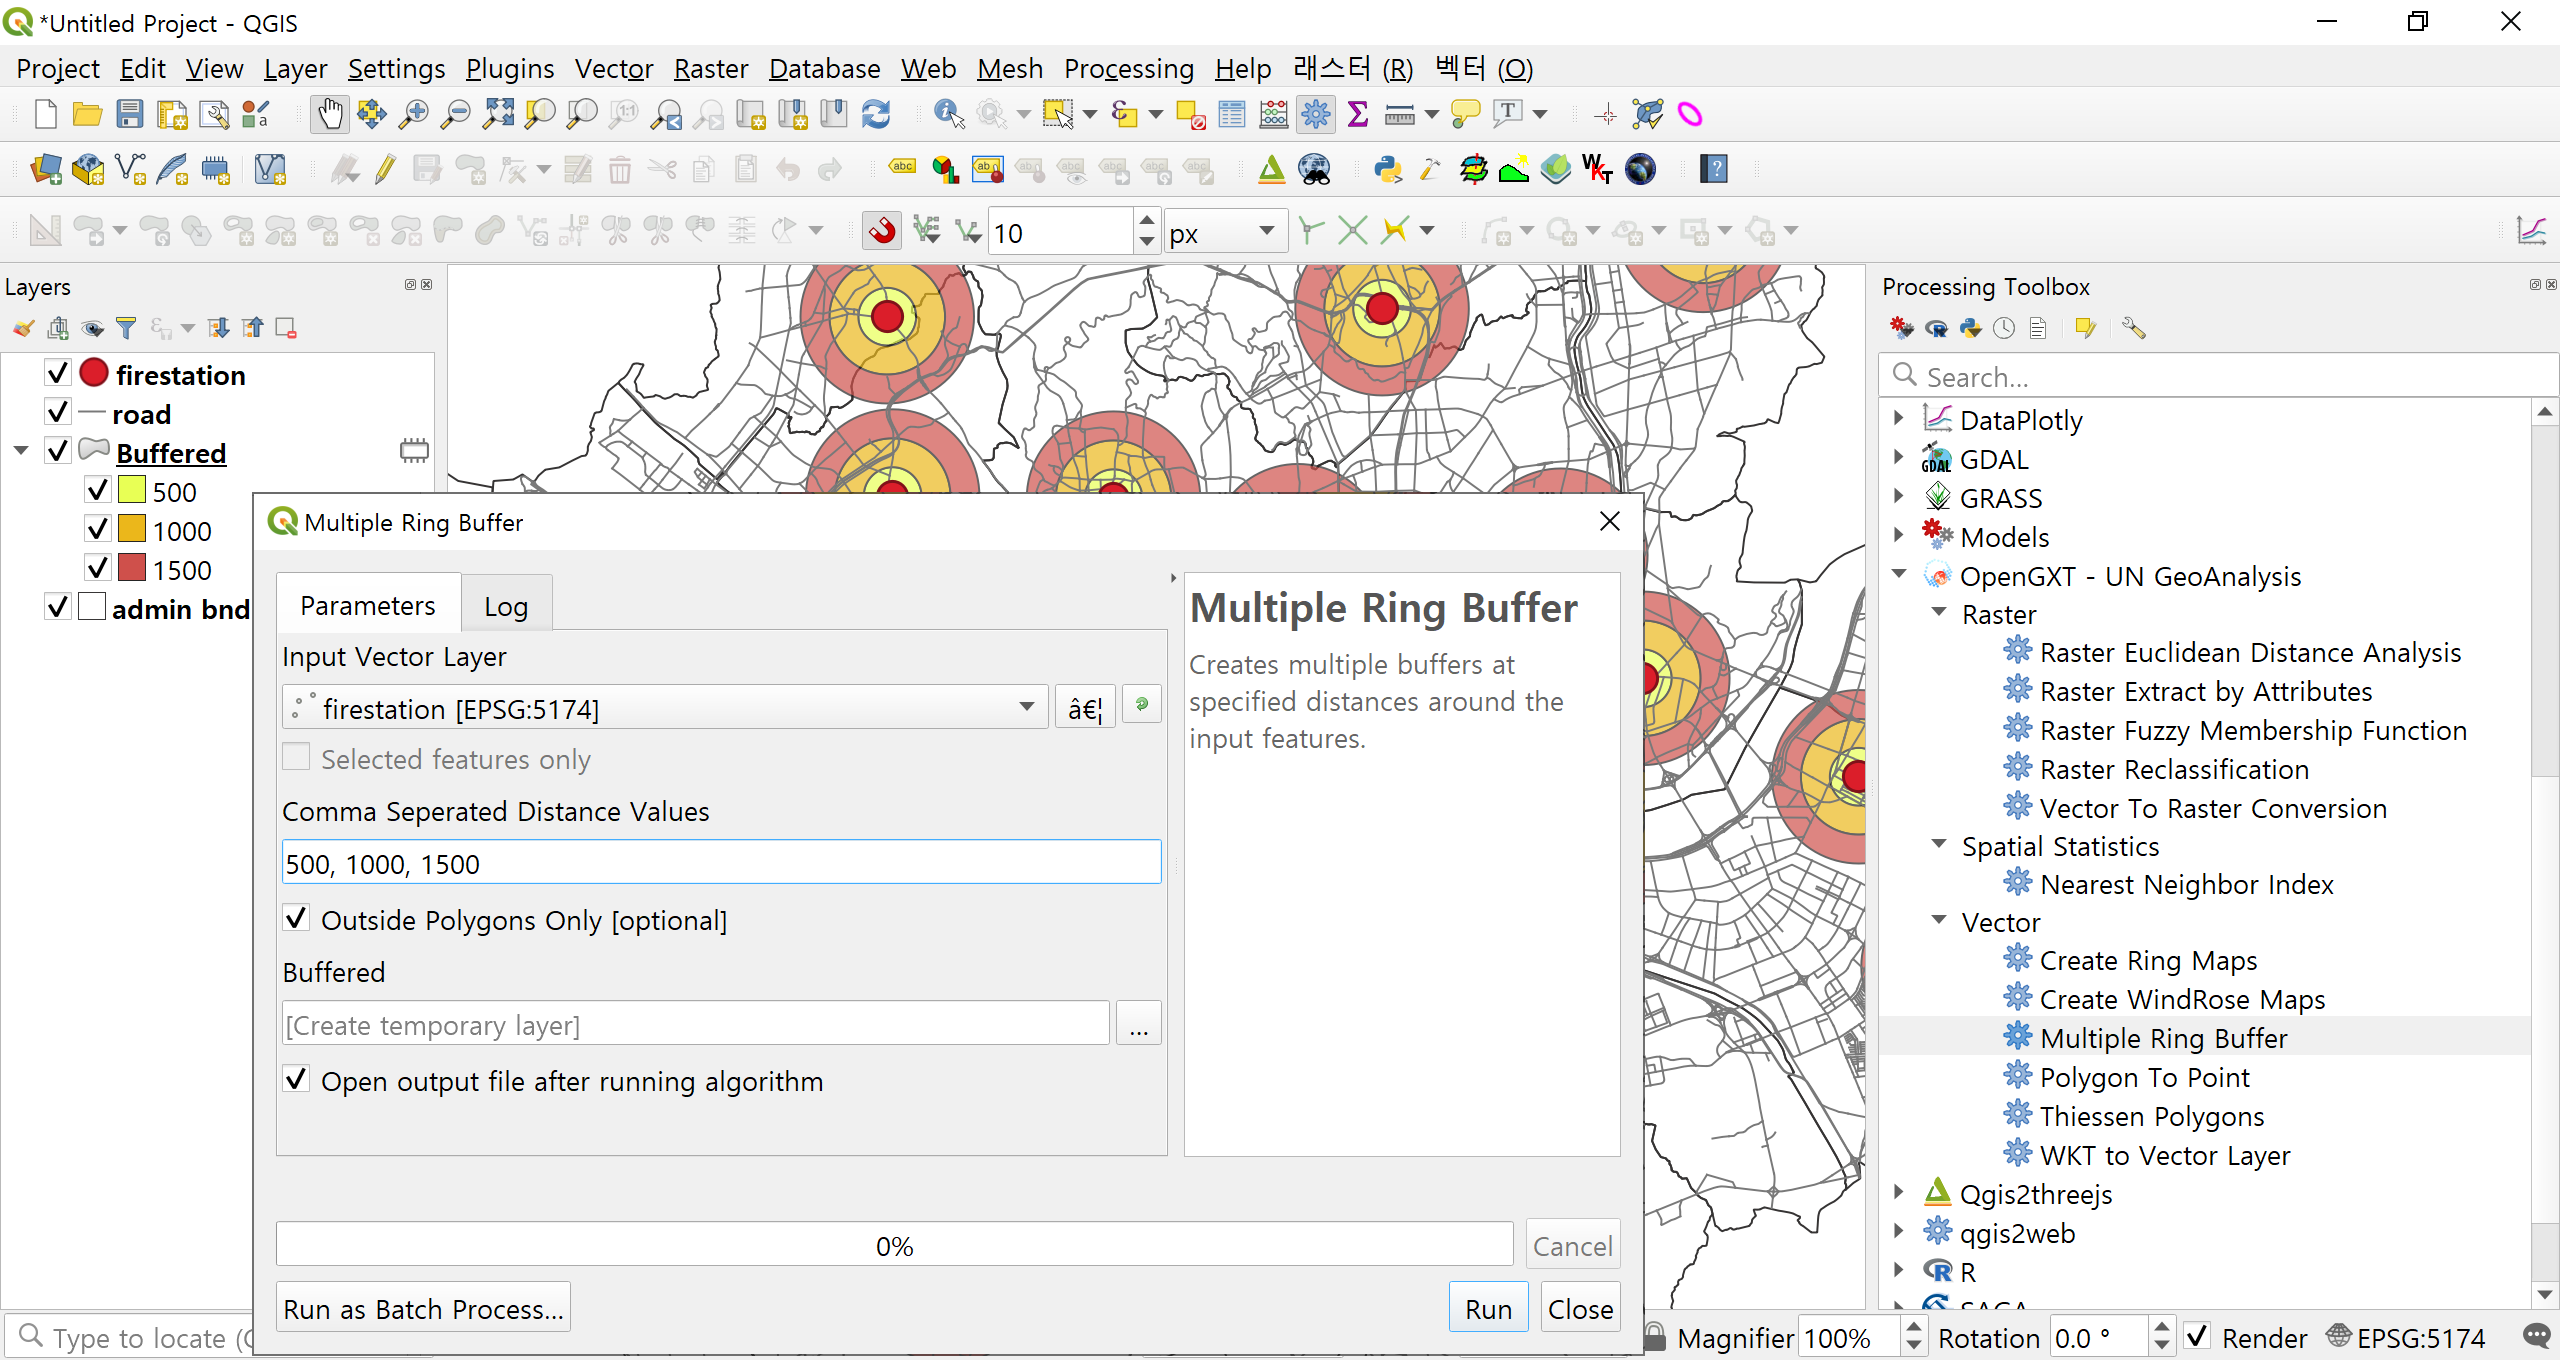 *Untitled Project - QGIS
Project Edit View Layer Settings Plugins Vector Raster Database Web Mesh Processing Help 래스터 (R) 벡터 (O)
10
px
Layers
firestation
road
Buffered
500
1000
1500
admin bnd
Multiple Ring Buffer
Parameters
Log
Input Vector Layer
firestation [EPSG:5174]
â€¦
Selected features only
Comma Seperated Distance Values
500, 1000, 1500
Outside Polygons Only [optional]
Buffered
[Create temporary layer]
...
Open output file after running algorithm
Multiple Ring Buffer
Creates multiple buffers at
specified distances around the
input features.
0%
Cancel
Run as Batch Process...
Run
Close
Processing Toolbox
Search...
DataPlotly
GDAL
GRASS
Models
OpenGXT - UN GeoAnalysis
Raster
Raster Euclidean Distance Analysis
Raster Extract by Attributes
Raster Fuzzy Membership Function
Raster Reclassification
Vector To Raster Conversion
Spatial Statistics
Nearest Neighbor Index
Vector
Create Ring Maps
Create WindRose Maps
Multiple Ring Buffer
Polygon To Point
Thiessen Polygons
WKT to Vector Layer
Qgis2threejs
qgis2web
R
SAGA
Type to locate (
Magnifier 100% Rotation 0.0 ° Render EPSG:5174